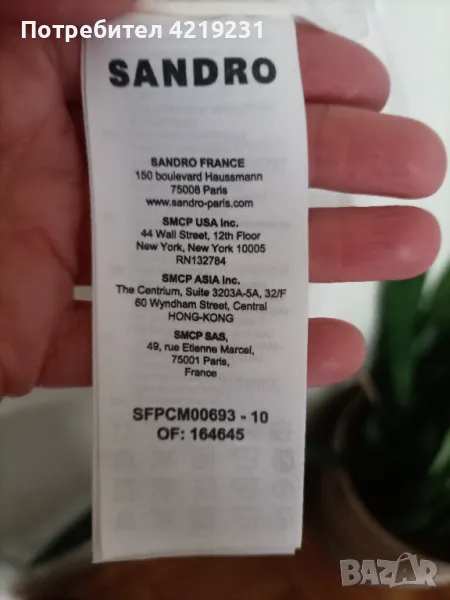 Потребител 4219231
SANDRO
SANDRO FRANCE
150 boulevard Haussmann
75008 Paris
www.sandro-paris.com
SMCP USA Inc.
44 Wall Street, 12th Floor
New York, New York 10005
RN132784
SMCP ASIA Inc.
The Centrium, Suite 3203A-5A, 32/F
60 Wyndham Street, Central
HONG-KONG
SMCP SAS,
49, rue Etienne Marcel,
75001 Paris,
France
SFPCM00693 - 10
OF: 164645
BAZAR